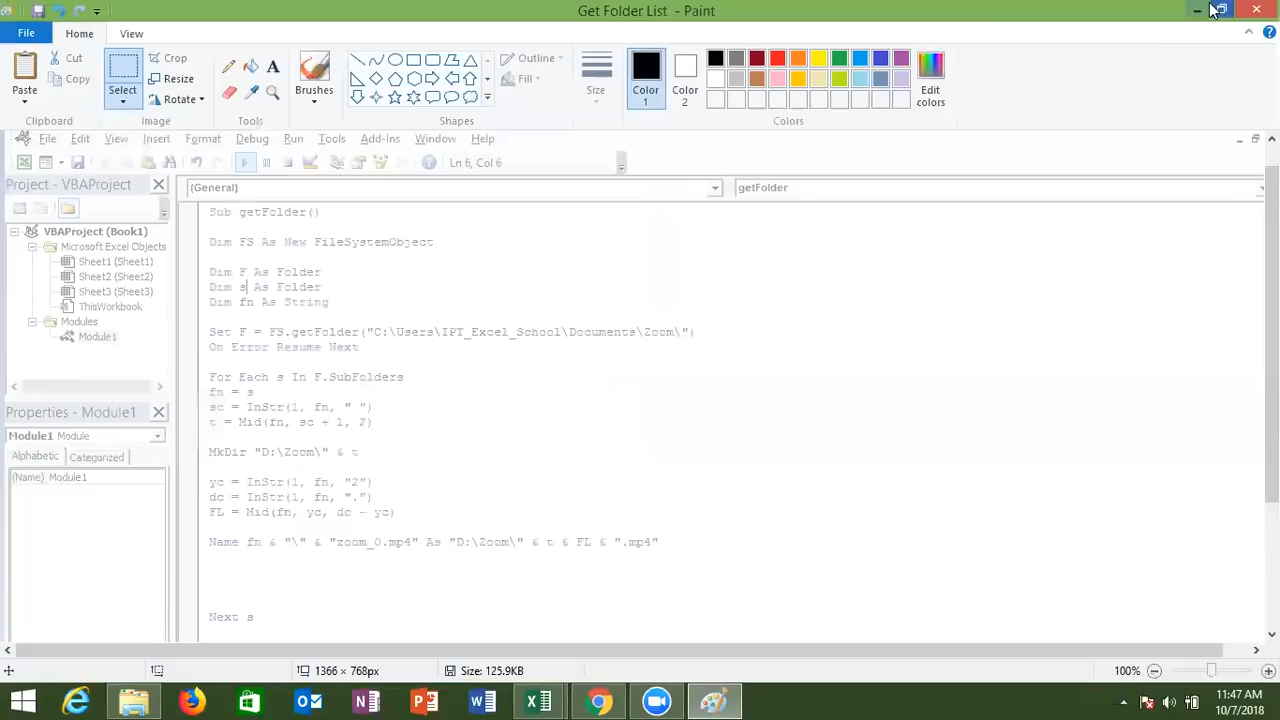 Get Folder List - Paint
File
Home
View
Paste
Cut
Copy
Clipboard
Select
Crop
Resize
Rotate
Image
Tools
Brushes
Outline
Fill
Shapes
Size
Color 1
Color 2
Edit colors
Colors
File Edit View Insert Format Debug Run Tools Add-Ins Window Help
Ln 6, Col 6
Project - VBAProject
VBAProject (Book1)
Microsoft Excel Objects
Sheet1 (Sheet1)
Sheet2 (Sheet2)
Sheet3 (Sheet3)
ThisWorkbook
Modules
Module1
Properties - Module1
Module1 Module
Alphabetic Categorized
(Name) Module1
(General)
getFolder
Sub getFolder()
Dim FS As New FileSystemObject
Dim F As Folder
Dim s As Folder
Dim fn As String
Set F = FS.getFolder("C:\Users\IPT_Excel_School\Documents\Zoom\")
On Error Resume Next
For Each s In F.SubFolders
fn = s
sc = InStr(1, fn, " ")
t = Mid(fn, sc + 1, 2)
MkDir "D:\Zoom\" & t
yc = InStr(1, fn, "2")
dc = InStr(1, fn, ".")
FL = Mid(fn, yc, dc - yc)
Name fn & "\" & "zoom_0.mp4" As "D:\Zoom\" & t & FL & ".mp4"
Next s
1366 × 768px
Size: 125.9KB
100%
11:47 AM
10/7/2018